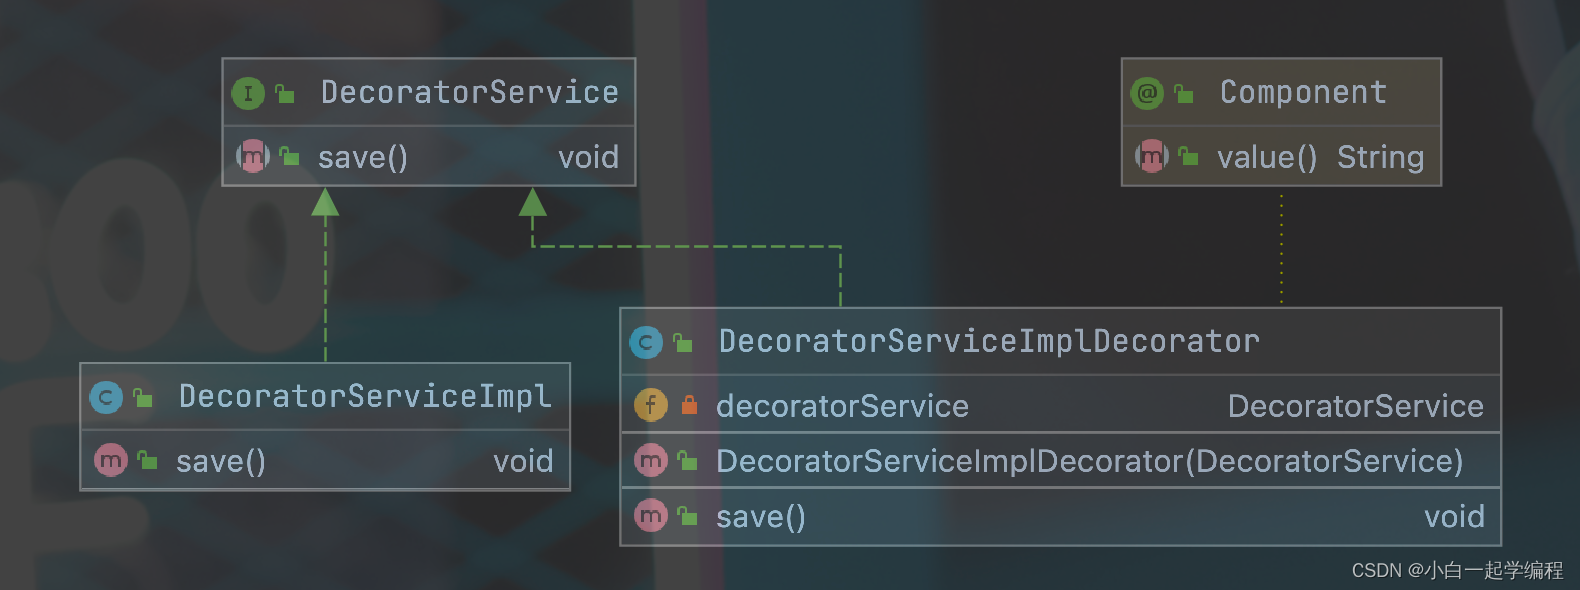 DecoratorService
save() void
Component
value() String
DecoratorServiceImpl
save() void
DecoratorServiceImplDecorator
decoratorService DecoratorService
DecoratorServiceImplDecorator(DecoratorService)
save() void
CSDN @小白一起学编程